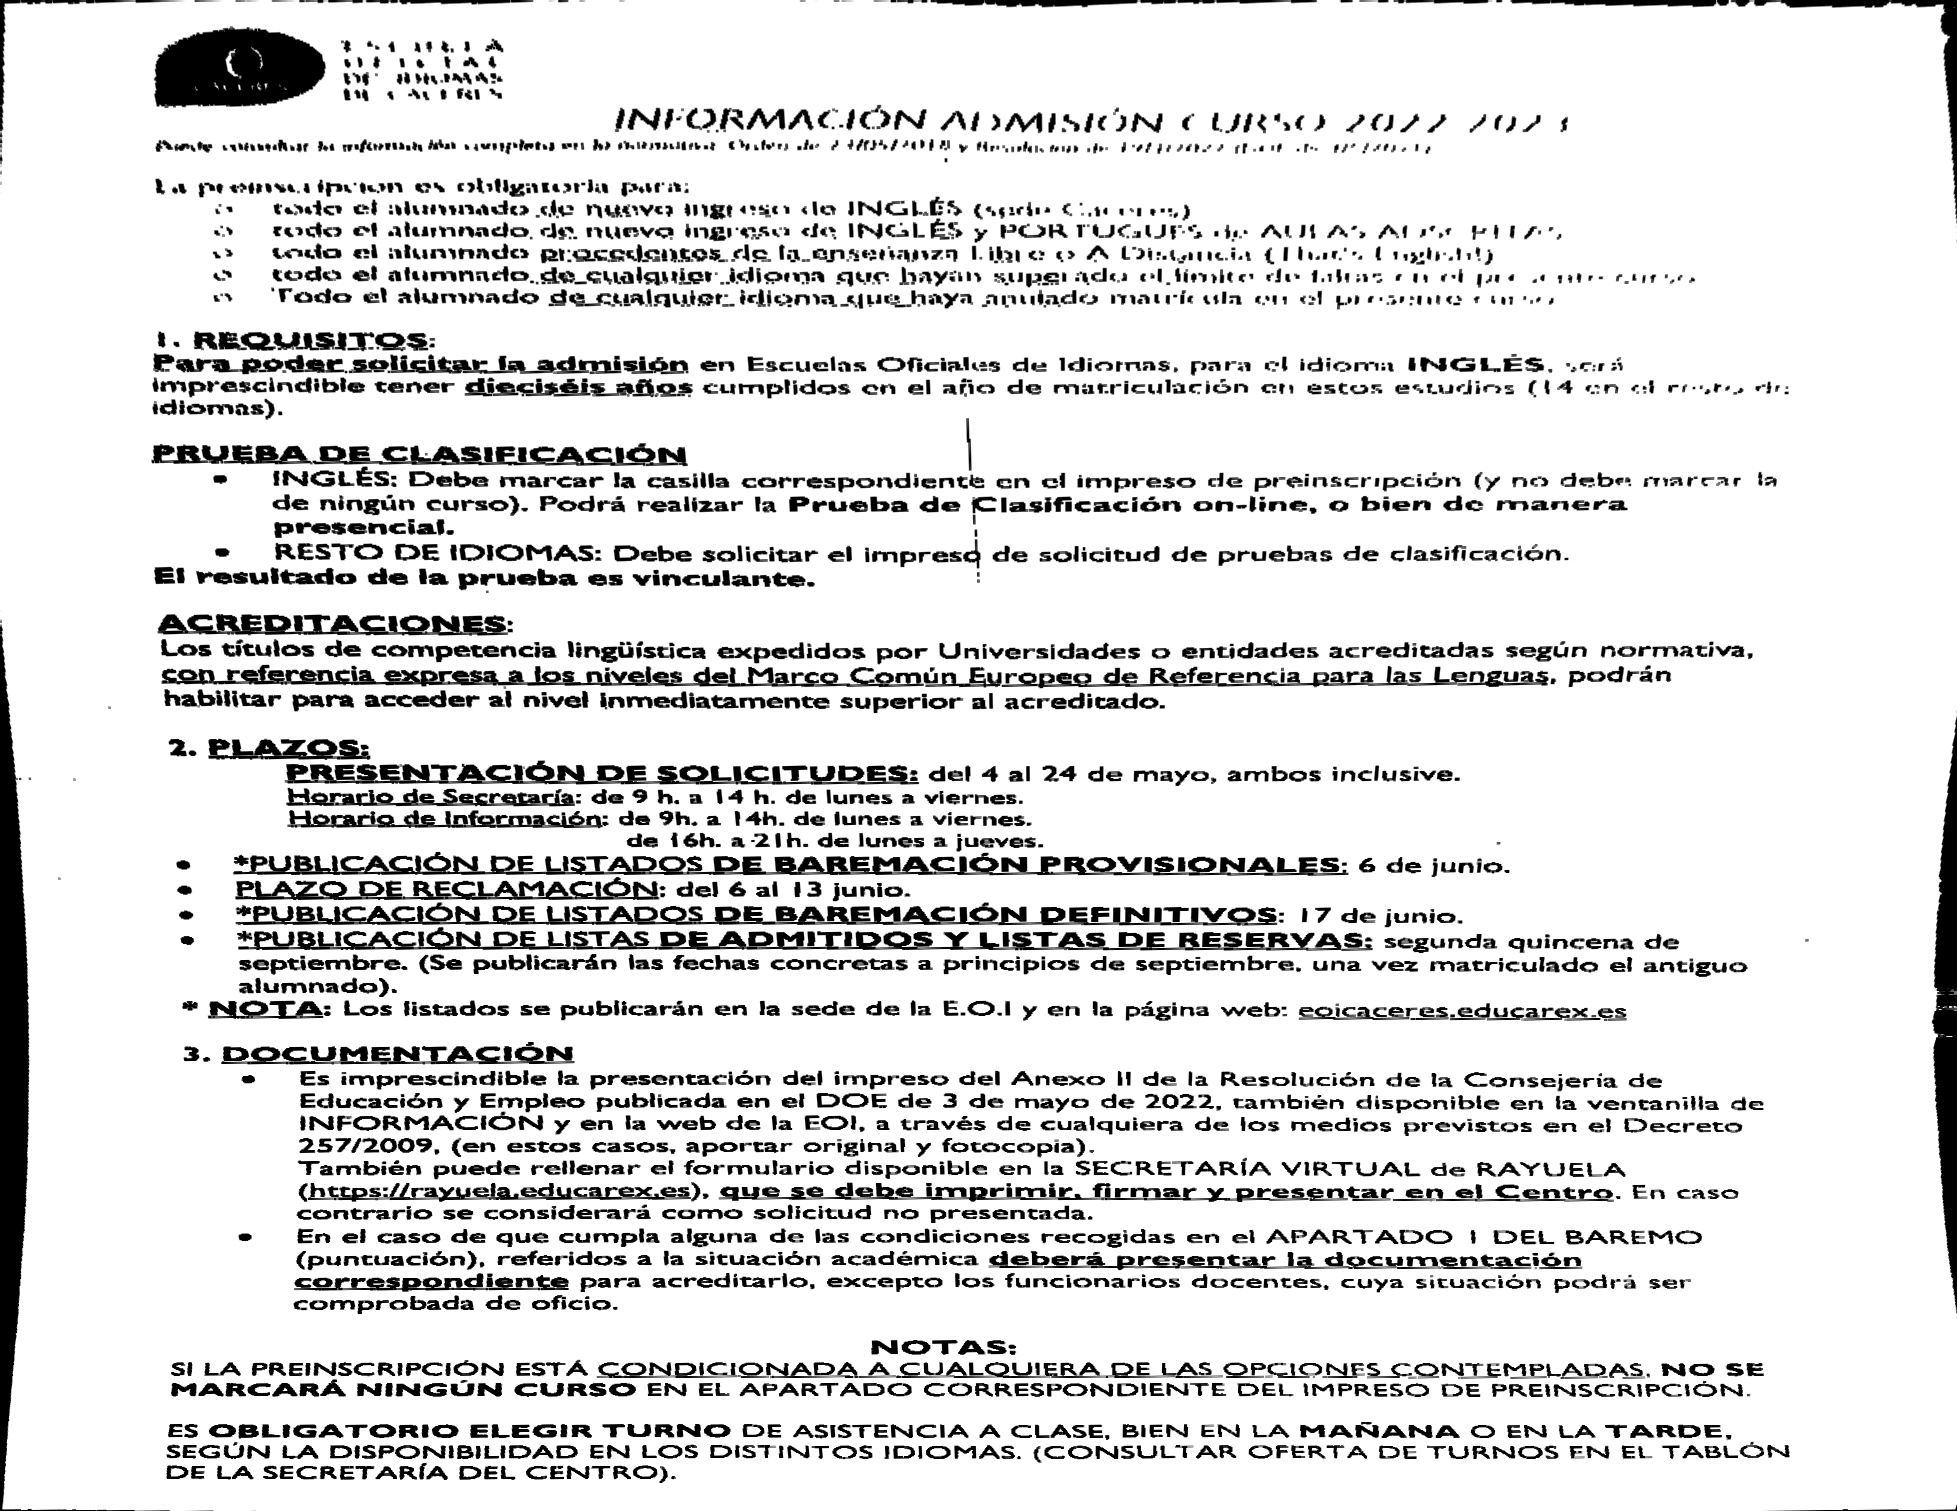 ESCUELA
OFICIAL
DE IDIOMAS
DE CÁCERES
INFORMACIÓN ADMISIÓN CURSO 2022 2023
Puede consultar la información completa en la normativa: Orden de y Resolución de
La preinscripción es obligatoria para:
todo el alumnado de nuevo ingreso de INGLÉS (sede Cáceres)
todo el alumnado de nuevo ingreso de INGLÉS y PORTUGUÉS de AULAS ADSCRITAS
todo el alumnado procedentes de la enseñanza Libre o A Distancia (That's English!)
todo el alumnado de cualquier idioma que hayan superado el límite de faltas en el presente curso
Todo el alumnado de cualquier idioma que haya anulado matrícula en el presente curso
1. REQUISITOS:
Para poder solicitar la admisión en Escuelas Oficiales de Idiomas, para el idioma INGLÉS, será
imprescindible tener dieciséis años cumplidos en el año de matriculación en estos estudios (14 en el resto de
idiomas).
PRUEBA DE CLASIFICACIÓN
• INGLÉS: Debe marcar la casilla correspondiente en el impreso de preinscripción (y no debe marcar la
de ningún curso). Podrá realizar la Prueba de Clasificación on-line, o bien de manera
presencial.
• RESTO DE IDIOMAS: Debe solicitar el impreso de solicitud de pruebas de clasificación.
El resultado de la prueba es vinculante.
ACREDITACIONES:
Los títulos de competencia lingüística expedidos por Universidades o entidades acreditadas según normativa,
con referencia expresa a los niveles del Marco Común Europeo de Referencia para las Lenguas, podrán
habilitar para acceder al nivel inmediatamente superior al acreditado.
2. PLAZOS:
PRESENTACIÓN DE SOLICITUDES: del 4 al 24 de mayo, ambos inclusive.
Horario de Secretaría: de 9 h. a 14 h. de lunes a viernes.
Horario de Información: de 9h. a 14h. de lunes a viernes.
de 16h. a 21h. de lunes a jueves.
• *PUBLICACIÓN DE LISTADOS DE BAREMACIÓN PROVISIONALES: 6 de junio.
• PLAZO DE RECLAMACIÓN: del 6 al 13 junio.
• *PUBLICACIÓN DE LISTADOS DE BAREMACIÓN DEFINITIVOS: 17 de junio.
• *PUBLICACIÓN DE LISTAS DE ADMITIDOS Y LISTAS DE RESERVAS: segunda quincena de
septiembre. (Se publicarán las fechas concretas a principios de septiembre, una vez matriculado el antiguo
alumnado).
* NOTA: Los listados se publicarán en la sede de la E.O.I y en la página web: eoicaceres.educarex.es
3. DOCUMENTACIÓN
• Es imprescindible la presentación del impreso del Anexo II de la Resolución de la Consejería de
Educación y Empleo publicada en el DOE de 3 de mayo de 2022, también disponible en la ventanilla de
INFORMACIÓN y en la web de la EOI, a través de cualquiera de los medios previstos en el Decreto
257/2009, (en estos casos, aportar original y fotocopia).
También puede rellenar el formulario disponible en la SECRETARÍA VIRTUAL de RAYUELA
(https://rayuela.educarex.es), que se debe imprimir, firmar y presentar en el Centro. En caso
contrario se considerará como solicitud no presentada.
• En el caso de que cumpla alguna de las condiciones recogidas en el APARTADO 1 DEL BAREMO
(puntuación), referidos a la situación académica deberá presentar la documentación
correspondiente para acreditarlo, excepto los funcionarios docentes, cuya situación podrá ser
comprobada de oficio.
NOTAS:
SI LA PREINSCRIPCIÓN ESTÁ CONDICIONADA A CUALQUIERA DE LAS OPCIONES CONTEMPLADAS, NO SE
MARCARÁ NINGÚN CURSO EN EL APARTADO CORRESPONDIENTE DEL IMPRESO DE PREINSCRIPCIÓN.
ES OBLIGATORIO ELEGIR TURNO DE ASISTENCIA A CLASE, BIEN EN LA MAÑANA O EN LA TARDE,
SEGÚN LA DISPONIBILIDAD EN LOS DISTINTOS IDIOMAS. (CONSULTAR OFERTA DE TURNOS EN EL TABLÓN
DE LA SECRETARÍA DEL CENTRO).